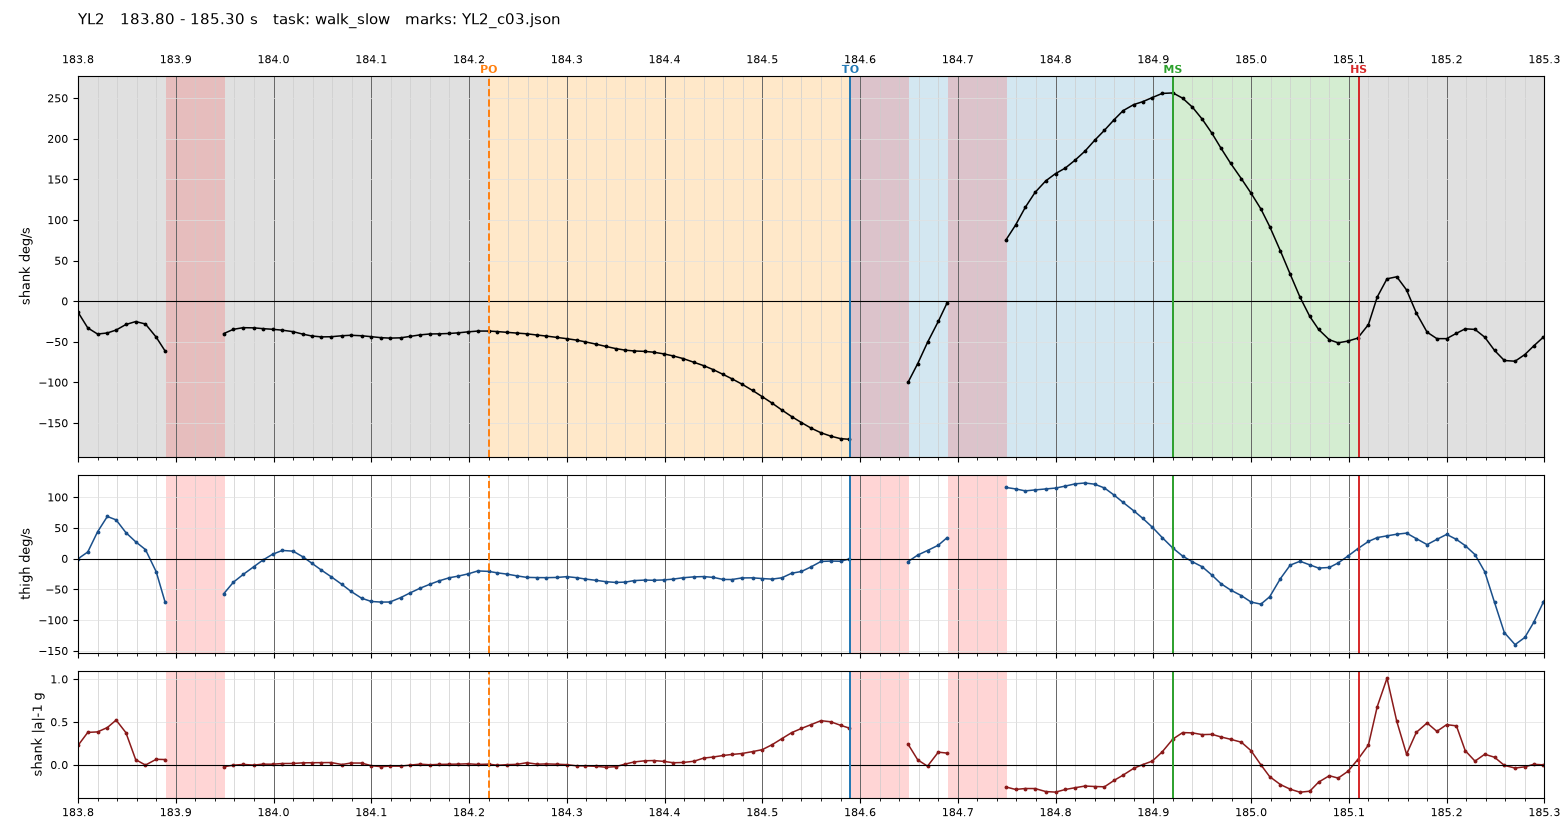 YL2   183.80 - 185.30 s   task: walk_slow   marks: YL2_c03.json
183.8 183.9 184.0 184.1 184.2 184.3 184.4 184.5 184.6 184.7 184.8 184.9 185.0 185.1 185.3
PO TO MS HS
shank deg/s
250
200
150
100
50
0
−50
−100
−150
thigh deg/s
100
50
0
−50
−100
−150
shank |a|-1 g
1.0
0.5
0.0
183.8 183.9 184.0 184.1 184.2 184.3 184.4 184.5 184.6 184.7 184.8 184.9 185.0 185.1 185.2 185.3